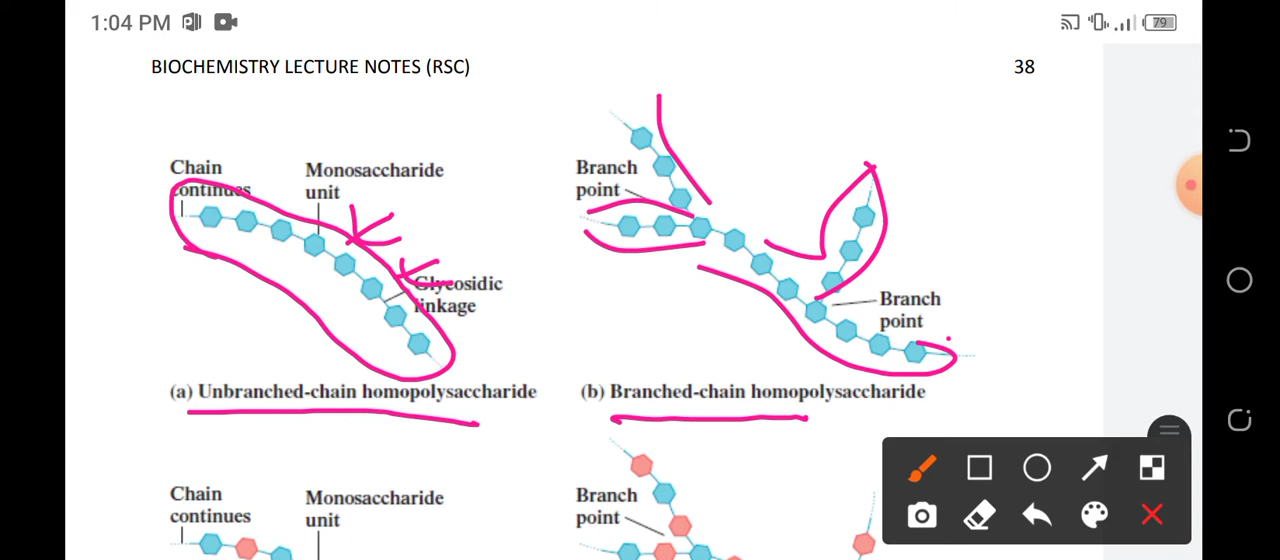 1:04 PM
79
BIOCHEMISTRY LECTURE NOTES (RSC)
38
Chain
continues
Monosaccharide
unit
Glycosidic
linkage
(a) Unbranched-chain homopolysaccharide
Branch
point
Branch
point
(b) Branched-chain homopolysaccharide
Chain
continues
Monosaccharide
unit
Branch
point